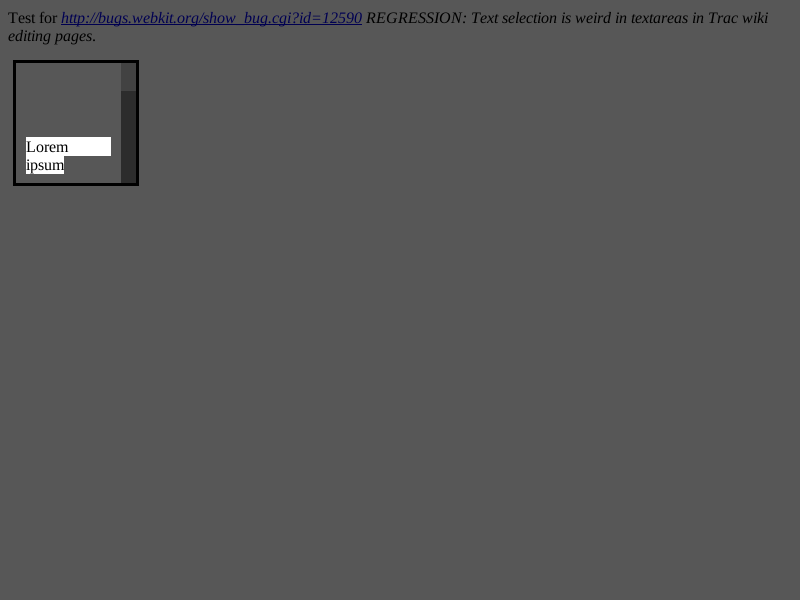 Test for http://bugs.webkit.org/show_bug.cgi?id=12590 REGRESSION: Text selection is weird in textareas in Trac wiki
editing pages.
Lorem
ipsum